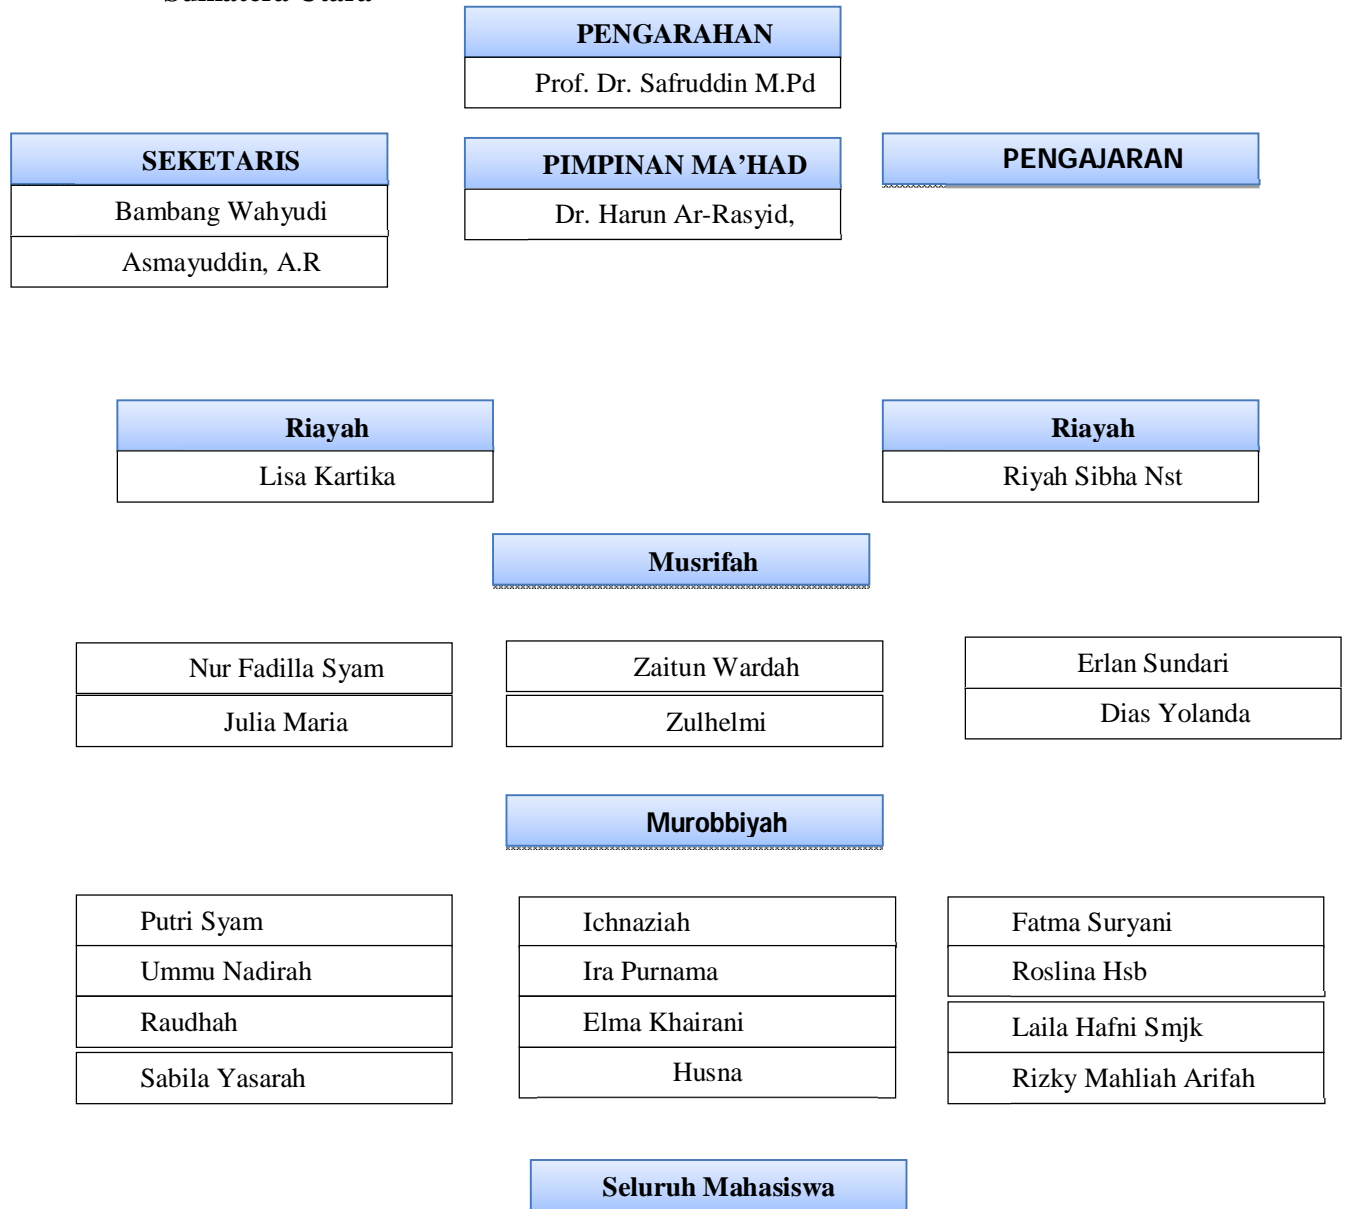 Sumatera Utara
PENGARAHAN
Prof. Dr. Safruddin M.Pd
SEKETARIS
Bambang Wahyudi
Asmayuddin, A.R
PIMPINAN MA’HAD
Dr. Harun Ar-Rasyid,
PENGAJARAN
Riayah
Lisa Kartika
Riayah
Riyah Sibha Nst
Musrifah
Nur Fadilla Syam
Julia Maria
Zaitun Wardah
Zulhelmi
Erlan Sundari
Dias Yolanda
Murobbiyah
Putri Syam
Ummu Nadirah
Raudhah
Sabila Yasarah
Ichnaziah
Ira Purnama
Elma Khairani
Husna
Fatma Suryani
Roslina Hsb
Laila Hafni Smjk
Rizky Mahliah Arifah
Seluruh Mahasiswa